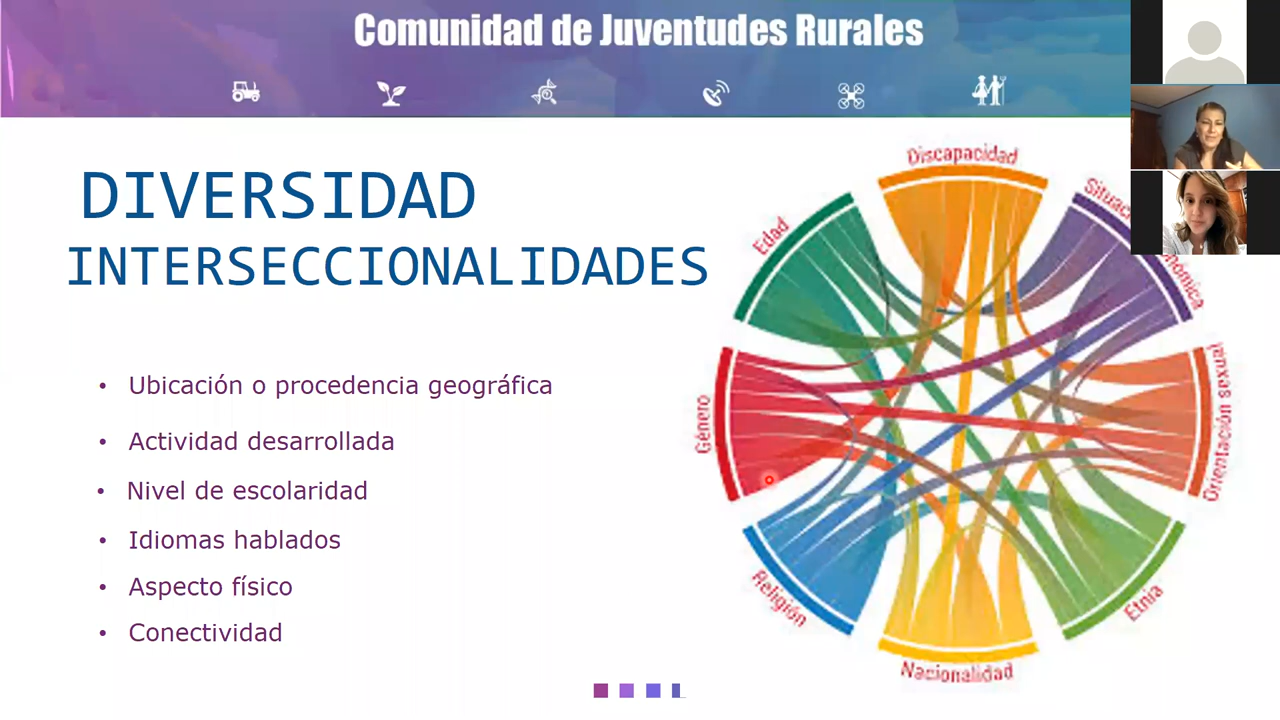 Comunidad de Juventudes Rurales
DIVERSIDAD
INTERSECCIONALIDADES
• Ubicación o procedencia geográfica
• Actividad desarrollada
• Nivel de escolaridad
• Idiomas hablados
• Aspecto físico
• Conectividad
Discapacidad
Edad
Género
Orientación sexual
Religión
Etnia
Nacionalidad